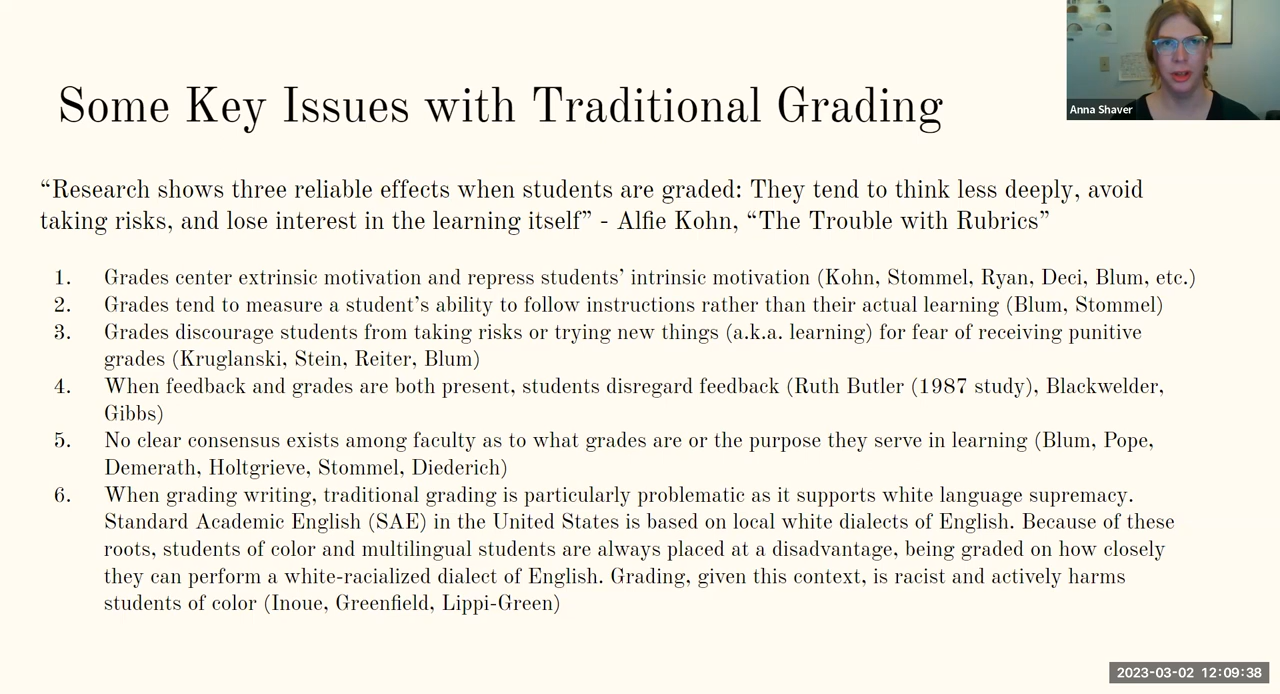 Anna Shaver
Some Key Issues with Traditional Grading
“Research shows three reliable effects when students are graded: They tend to think less deeply, avoid
taking risks, and lose interest in the learning itself” - Alfie Kohn, “The Trouble with Rubrics”
1. Grades center extrinsic motivation and repress students’ intrinsic motivation (Kohn, Stommel, Ryan, Deci, Blum, etc.)
2. Grades tend to measure a student’s ability to follow instructions rather than their actual learning (Blum, Stommel)
3. Grades discourage students from taking risks or trying new things (a.k.a. learning) for fear of receiving punitive
grades (Kruglanski, Stein, Reiter, Blum)
4. When feedback and grades are both present, students disregard feedback (Ruth Butler (1987 study), Blackwelder,
Gibbs)
5. No clear consensus exists among faculty as to what grades are or the purpose they serve in learning (Blum, Pope,
Demerath, Holtgrieve, Stommel, Diederich)
6. When grading writing, traditional grading is particularly problematic as it supports white language supremacy.
Standard Academic English (SAE) in the United States is based on local white dialects of English. Because of these
roots, students of color and multilingual students are always placed at a disadvantage, being graded on how closely
they can perform a white-racialized dialect of English. Grading, given this context, is racist and actively harms
students of color (Inoue, Greenfield, Lippi-Green)
2023-03-02 12:09:38